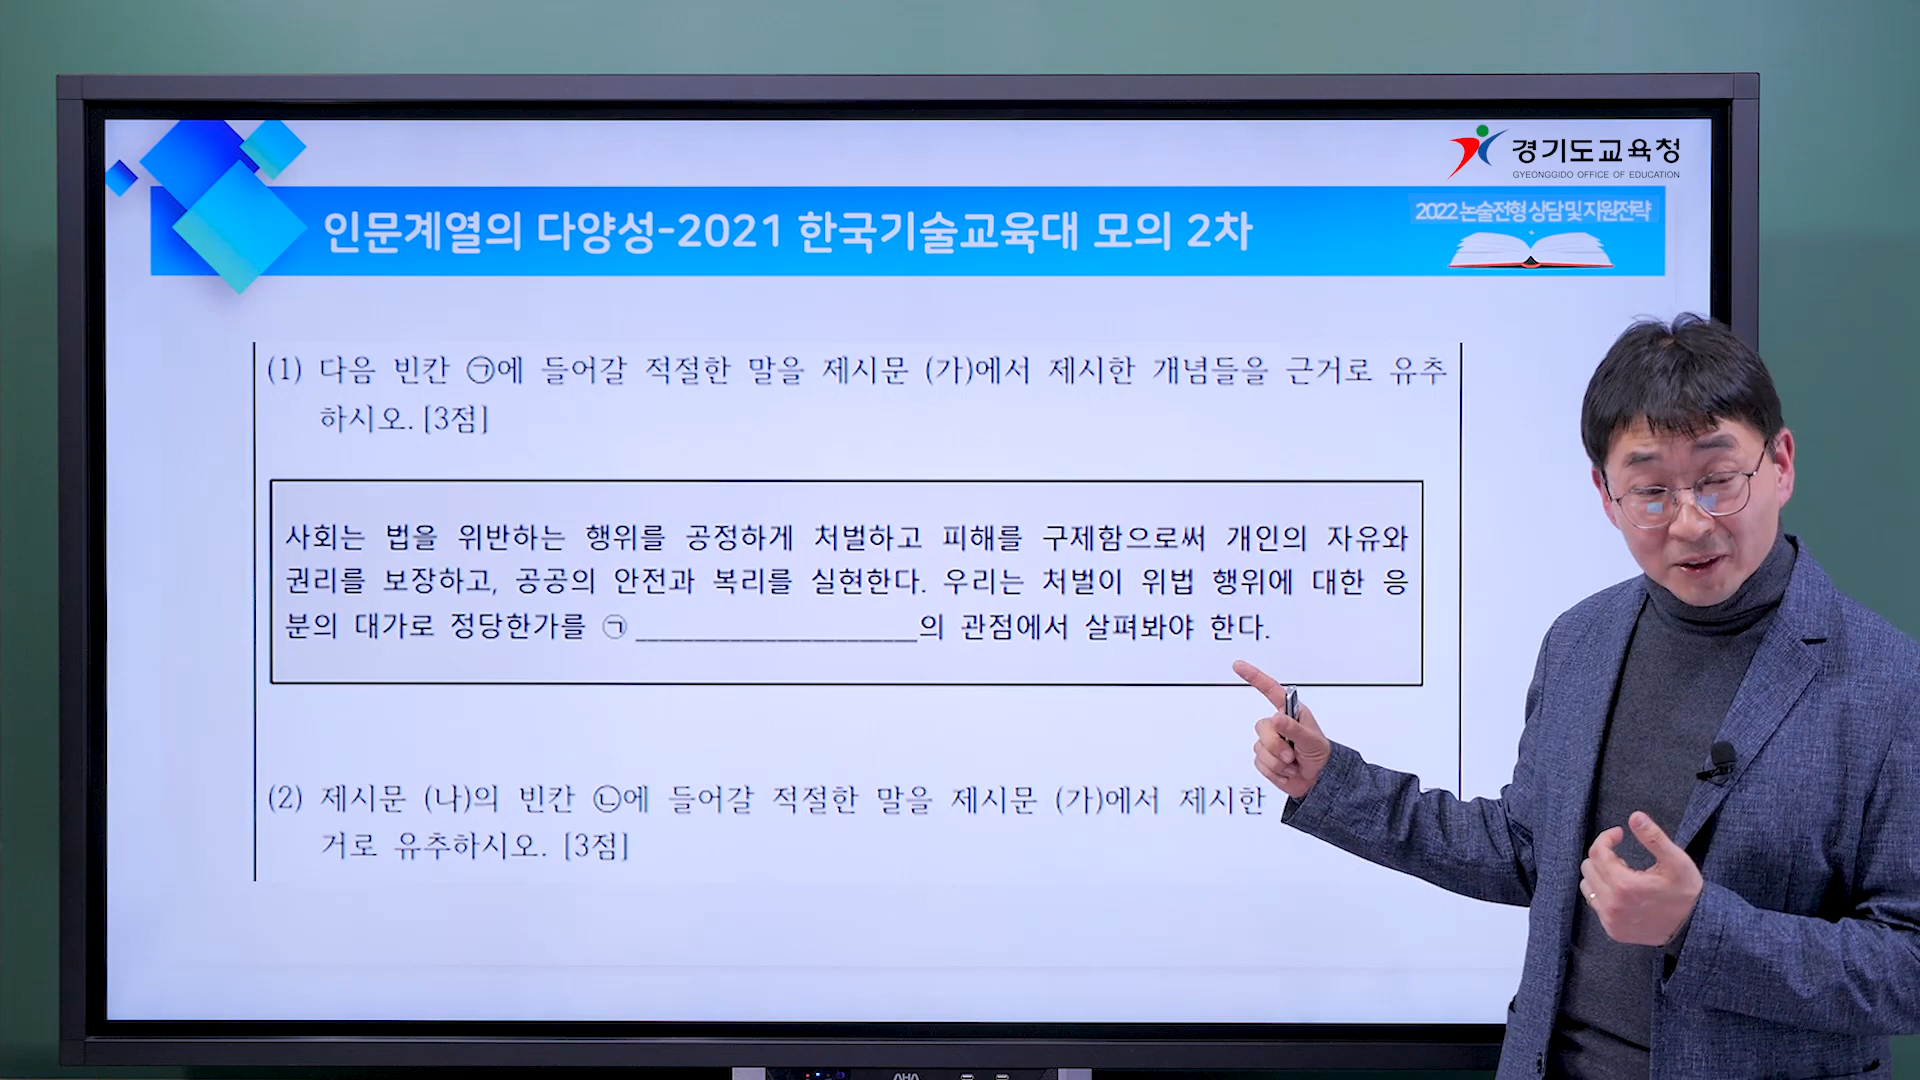 경기도교육청
GYEONGGIDO OFFICE OF EDUCATION
2022 논술전형 상담 및 지원전략
인문계열의 다양성-2021 한국기술교육대 모의 2차
(1) 다음 빈칸 ㉠에 들어갈 적절한 말을 제시문 (가)에서 제시한 개념들을 근거로 유추
하시오. [3점]
사회는 법을 위반하는 행위를 공정하게 처벌하고 피해를 구제함으로써 개인의 자유와
권리를 보장하고, 공공의 안전과 복리를 실현한다. 우리는 처벌이 위법 행위에 대한 응
분의 대가로 정당한가를 ㉠ ____________________의 관점에서 살펴봐야 한다.
(2) 제시문 (나)의 빈칸 ㉡에 들어갈 적절한 말을 제시문 (가)에서 제시한
거로 유추하시오. [3점]
AHA